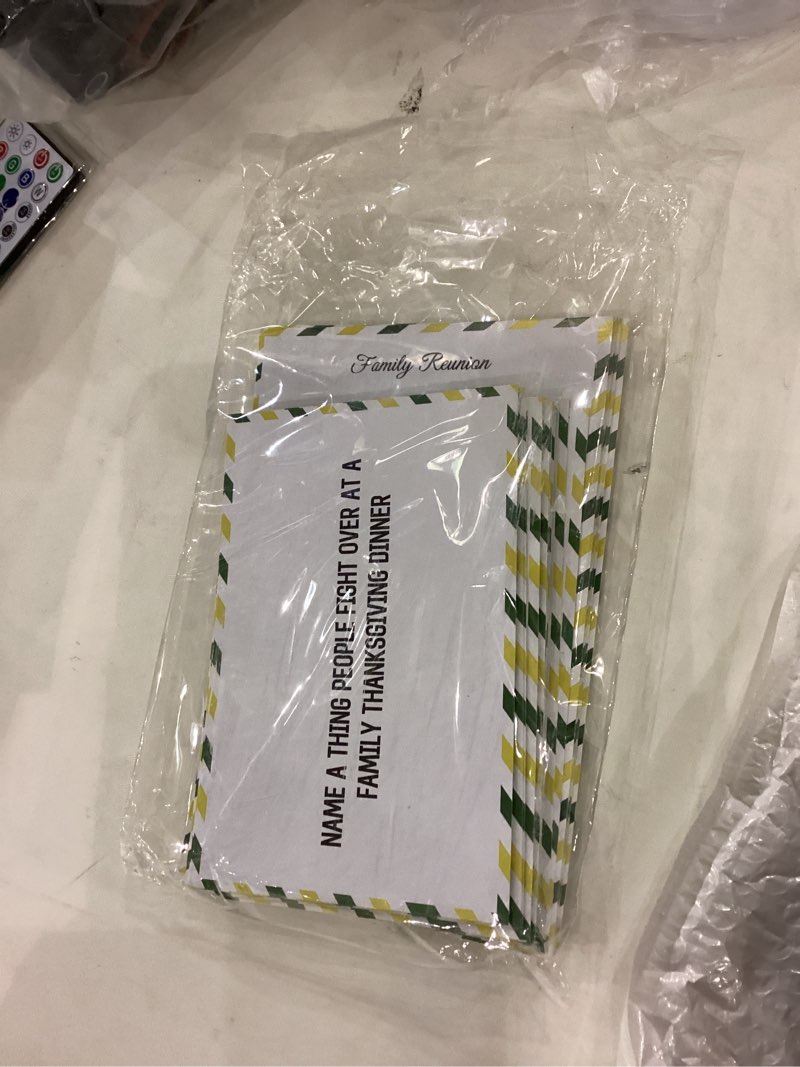 Family Reunion
NAME A THING PEOPLE FIGHT OVER AT A
FAMILY THANKSGIVING DINNER